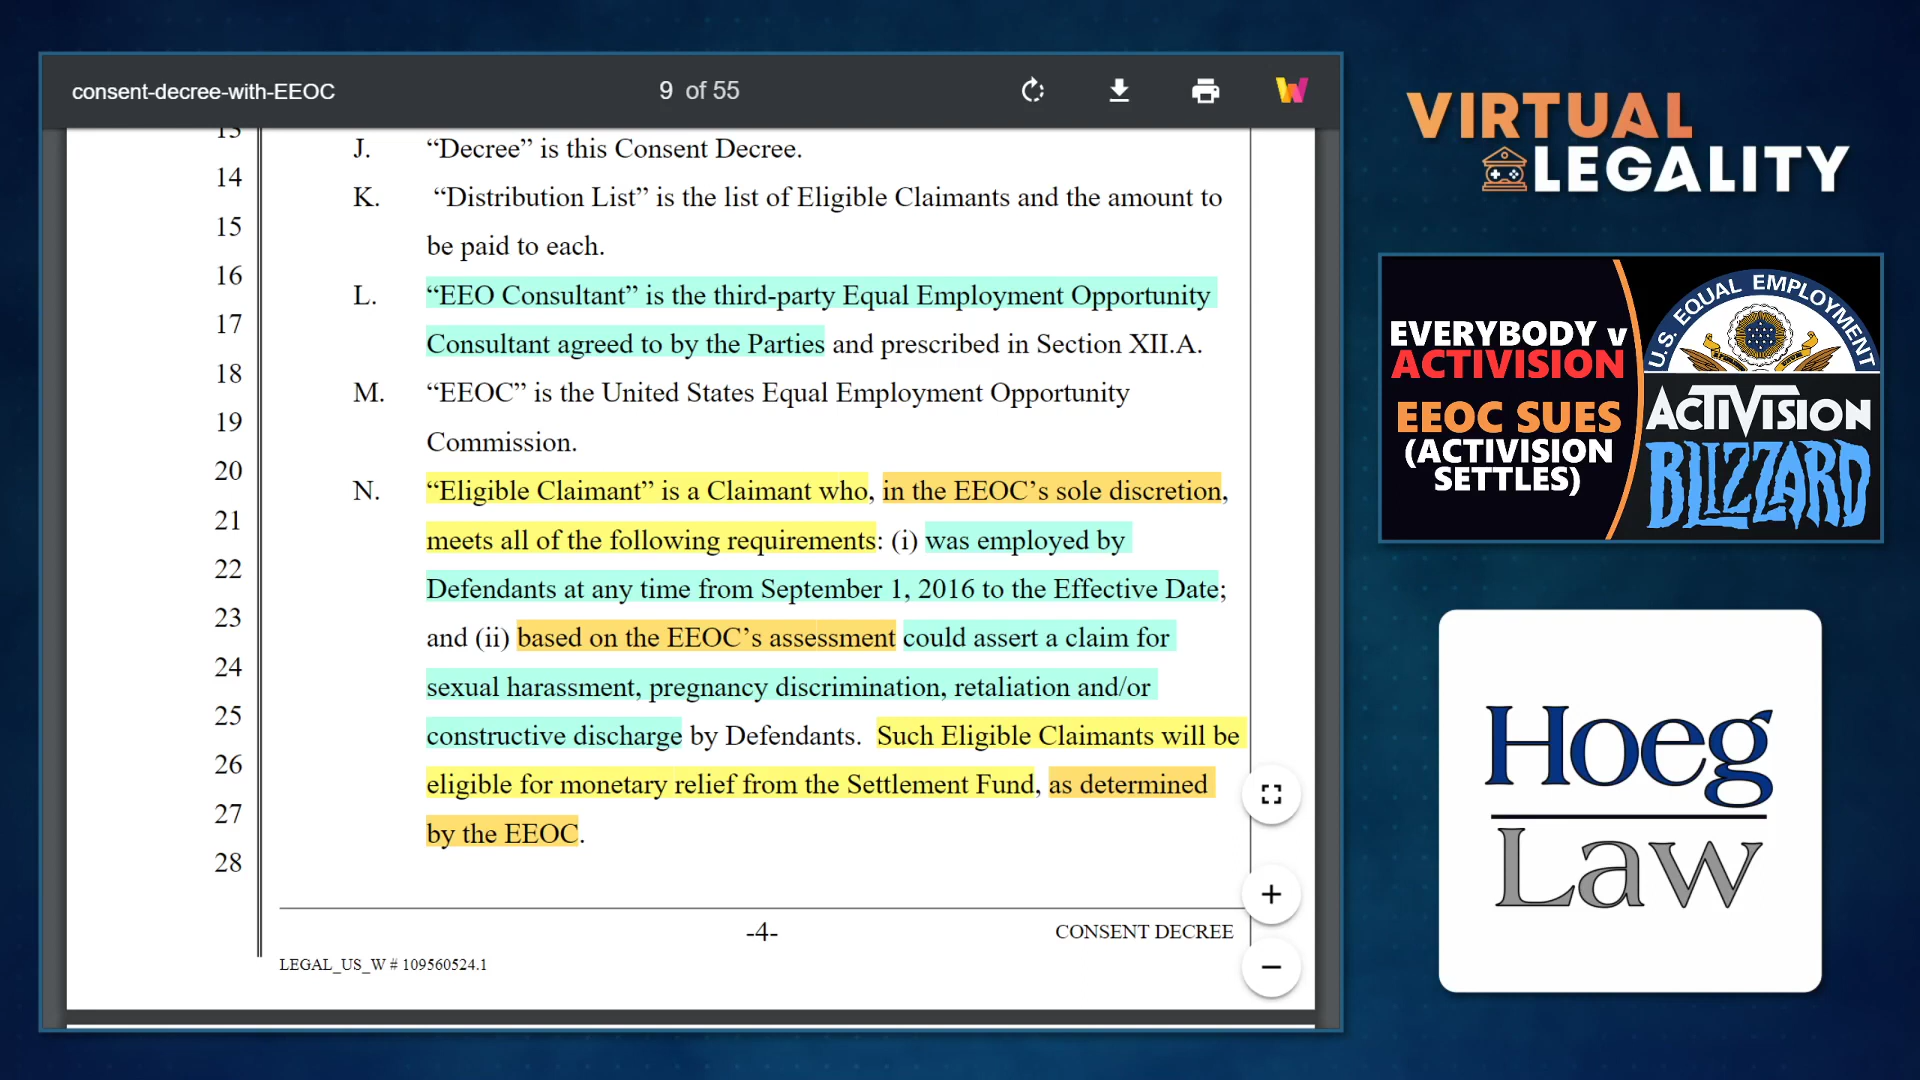 consent-decree-with-EEOC
9 of 55
13
J. “Decree” is this Consent Decree.
14
K. “Distribution List” is the list of Eligible Claimants and the amount to
15
be paid to each.
16
L. “EEO Consultant” is the third-party Equal Employment Opportunity
17
Consultant agreed to by the Parties and prescribed in Section XII.A.
18
M. “EEOC” is the United States Equal Employment Opportunity
19
Commission.
20
N. “Eligible Claimant” is a Claimant who, in the EEOC’s sole discretion,
21
meets all of the following requirements: (i) was employed by
22
Defendants at any time from September 1, 2016 to the Effective Date;
23
and (ii) based on the EEOC’s assessment could assert a claim for
24
sexual harassment, pregnancy discrimination, retaliation and/or
25
constructive discharge by Defendants. Such Eligible Claimants will be
26
eligible for monetary relief from the Settlement Fund, as determined
27
by the EEOC.
28
-4-
CONSENT DECREE
LEGAL_US_W # 109560524.1
VIRTUAL
LEGALITY
EVERYBODY v
ACTIVISION
EEOC SUES
(ACTIVISION
SETTLES)
U.S. EQUAL EMPLOYMENT
ACTIVISION
BLIZZARD
Hoeg
Law